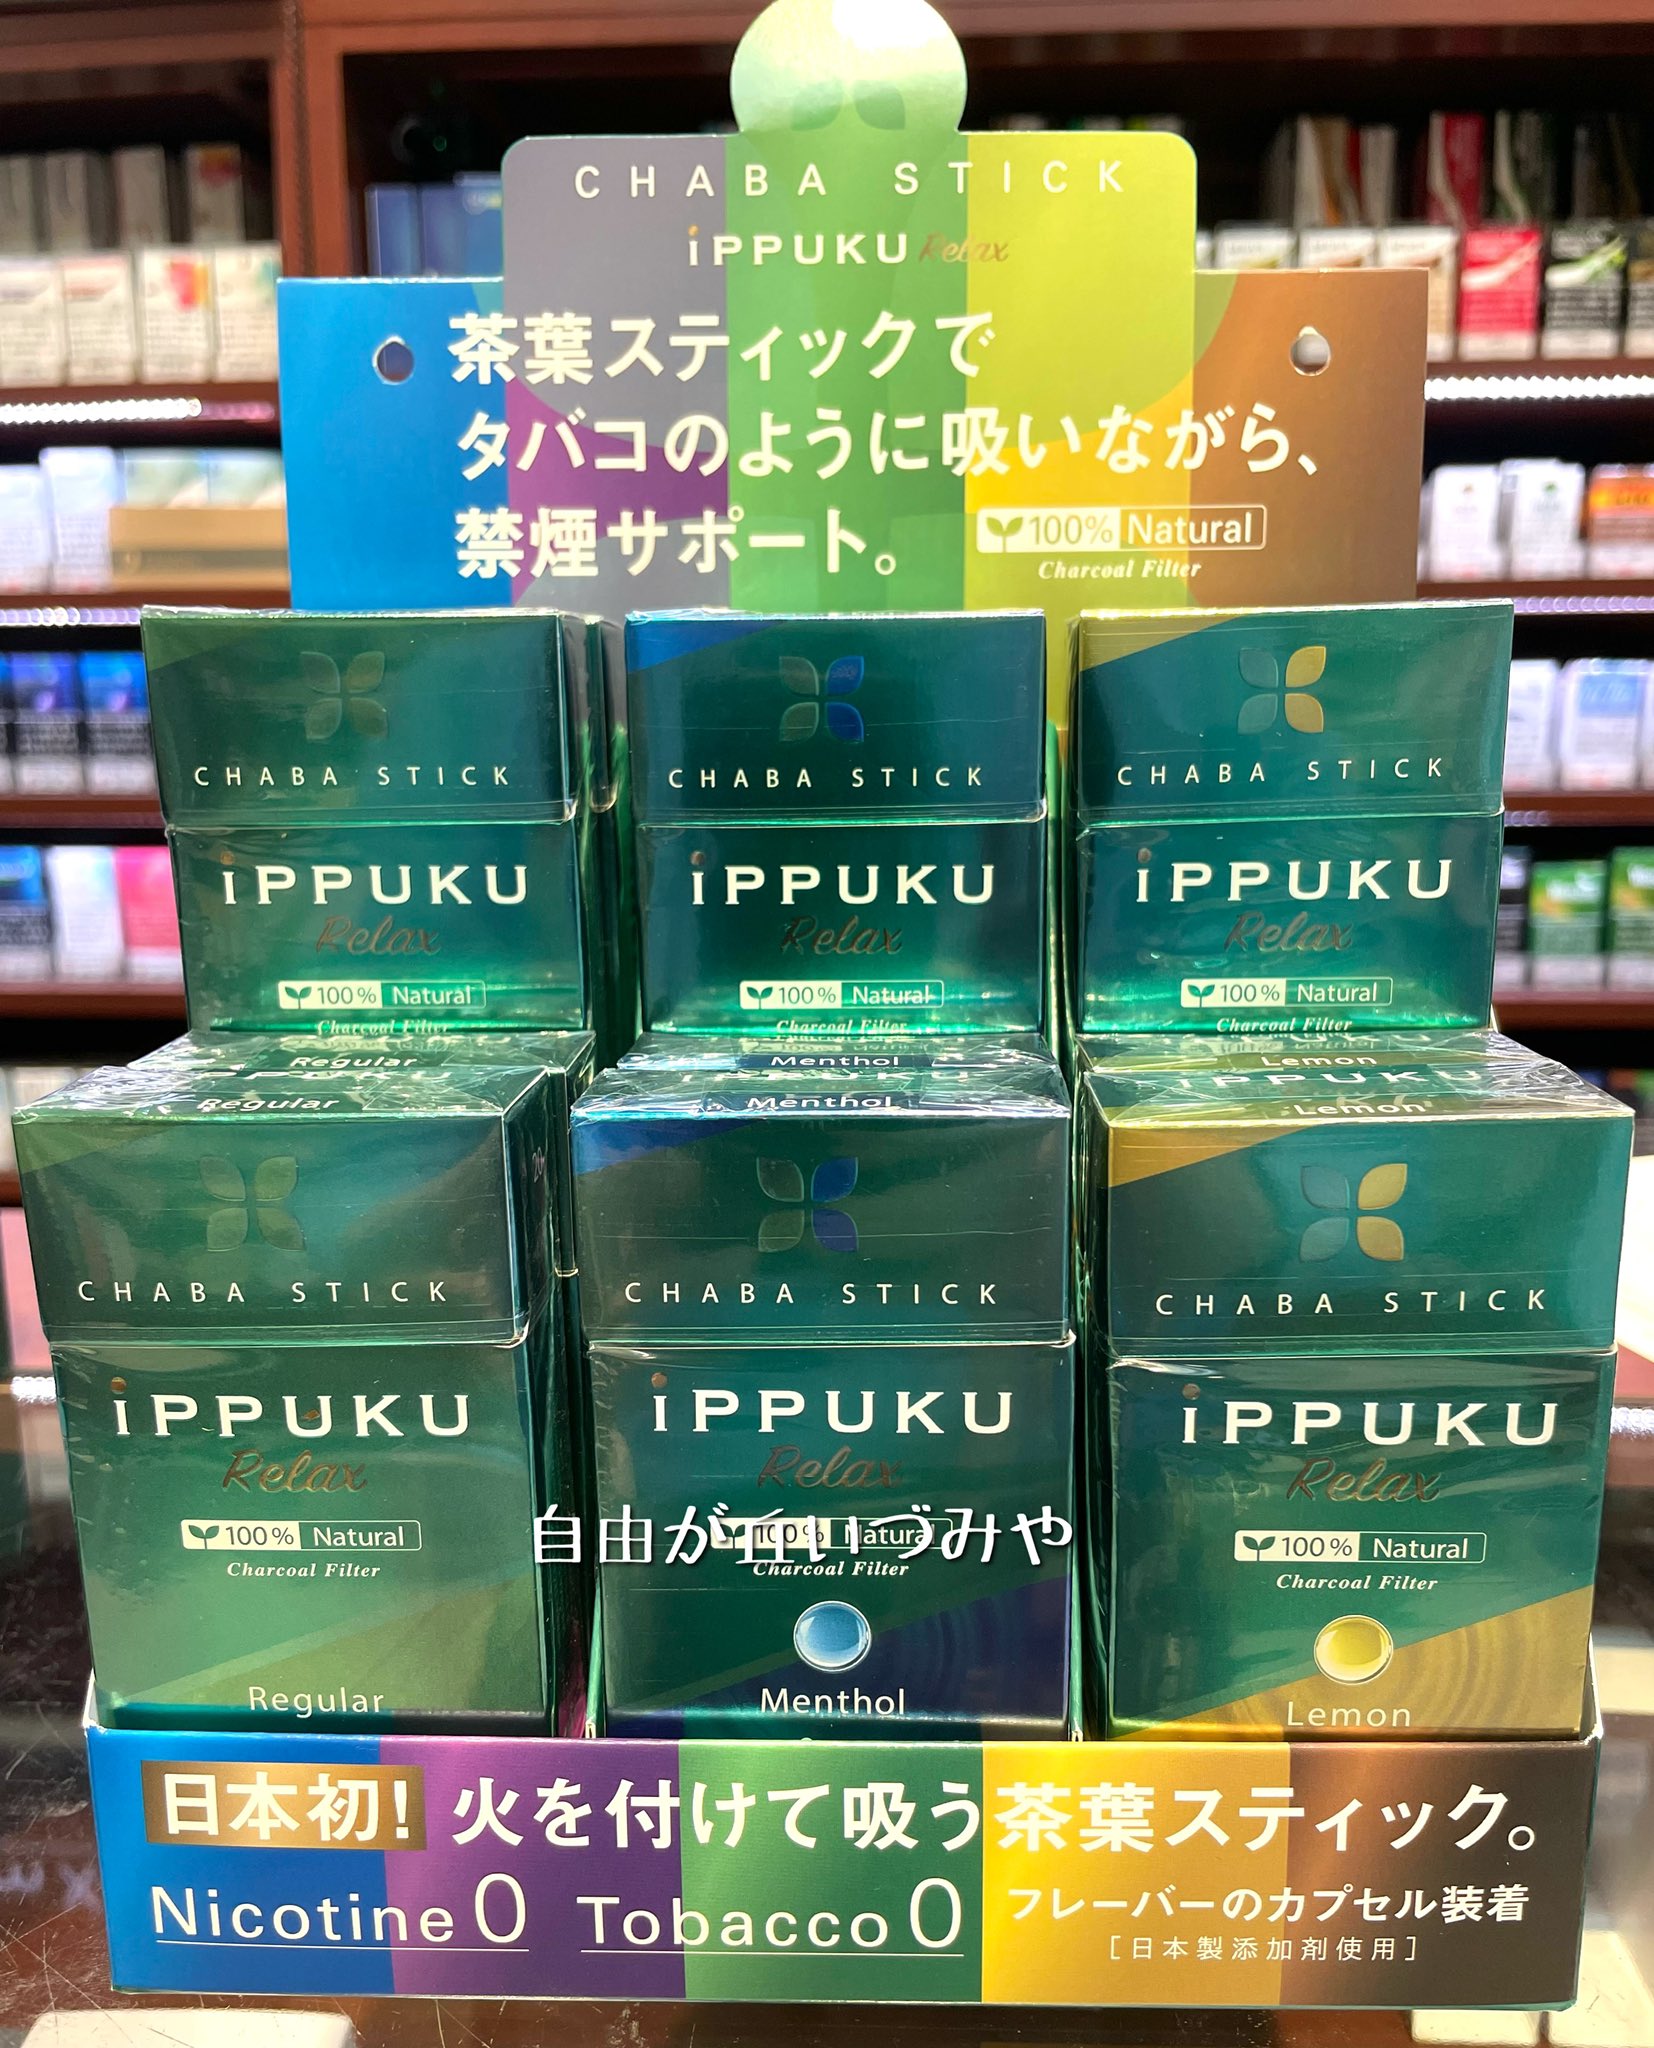 CHABA STICK
iPPUKU Relax
茶葉スティックで
タバコのように吸いながら、
禁煙サポート。
100% Natural
Charcoal Filter
CHABA STICK
iPPUKU
Relax
100% Natural
Charcoal Filter
Regular
CHABA STICK
iPPUKU
Relax
100% Natural
Charcoal Filter
Menthol
CHABA STICK
iPPUKU
Relax
100% Natural
Charcoal Filter
Lemon
Regular
CHABA STICK
iPPUKU
Relax
100% Natural
Charcoal Filter
Regular
Menthol
CHABA STICK
iPPUKU
Relax
100% Natural
Charcoal Filter
Menthol
Lemon
CHABA STICK
iPPUKU
Relax
100% Natural
Charcoal Filter
Lemon
自由が丘いづみや
日本初! 火を付けて吸う茶葉スティック。
Nicotine 0 Tobacco 0
フレーバーのカプセル装着
[日本製添加剤使用]